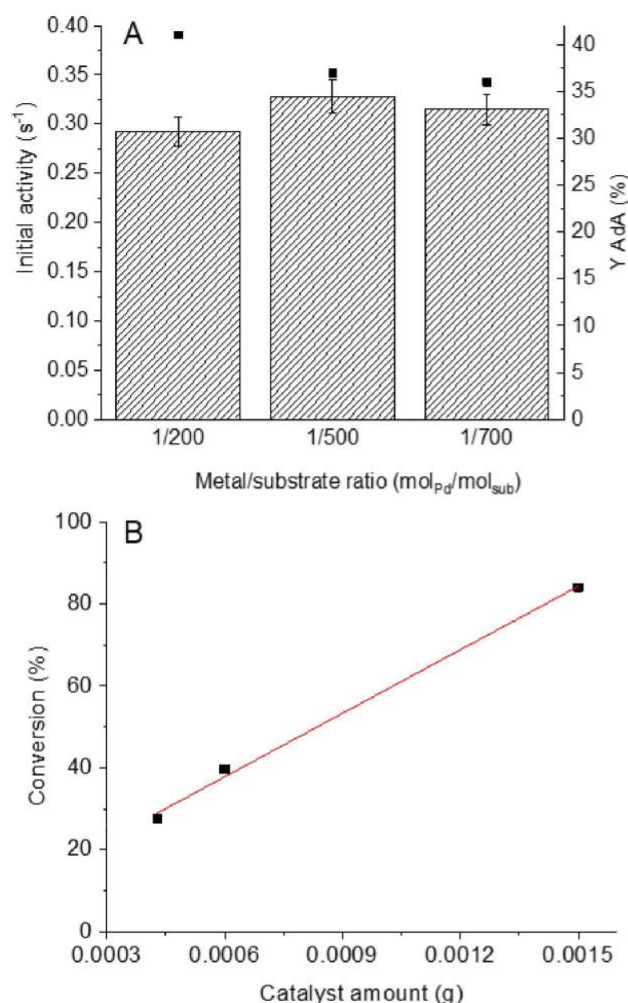 A
Initial activity (s⁻¹)
0.40
0.35
0.30
0.25
0.20
0.15
0.10
0.05
0.00
Y AdA (%)
40
35
30
25
20
15
10
5
0
1/200 1/500 1/700
Metal/substrate ratio (mol_Pd/mol_sub)
B
Conversion (%)
100
80
60
40
20
0
0.0003 0.0006 0.0009 0.0012 0.0015
Catalyst amount (g)